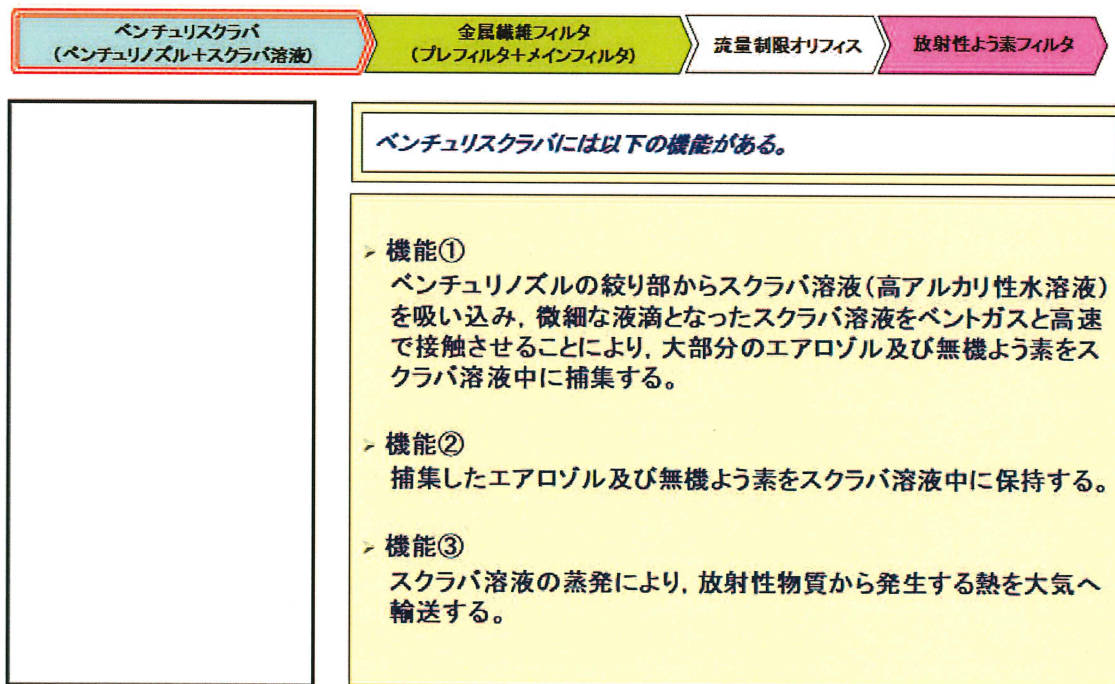 ベンチュリスクラバ
(ベンチュリノズル+スクラバ溶液)
金属繊維フィルタ
(プレフィルタ+メインフィルタ)
流量制限オリフィス
放射性よう素フィルタ
ベンチュリスクラバには以下の機能がある。
➢ 機能①
ベンチュリノズルの絞り部からスクラバ溶液(高アルカリ性水溶液)
を吸い込み,微細な液滴となったスクラバ溶液をベントガスと高速
で接触させることにより,大部分のエアロゾル及び無機よう素をス
クラバ溶液中に捕集する。
➢ 機能②
捕集したエアロゾル及び無機よう素をスクラバ溶液中に保持する。
➢ 機能③
スクラバ溶液の蒸発により,放射性物質から発生する熱を大気へ
輸送する。